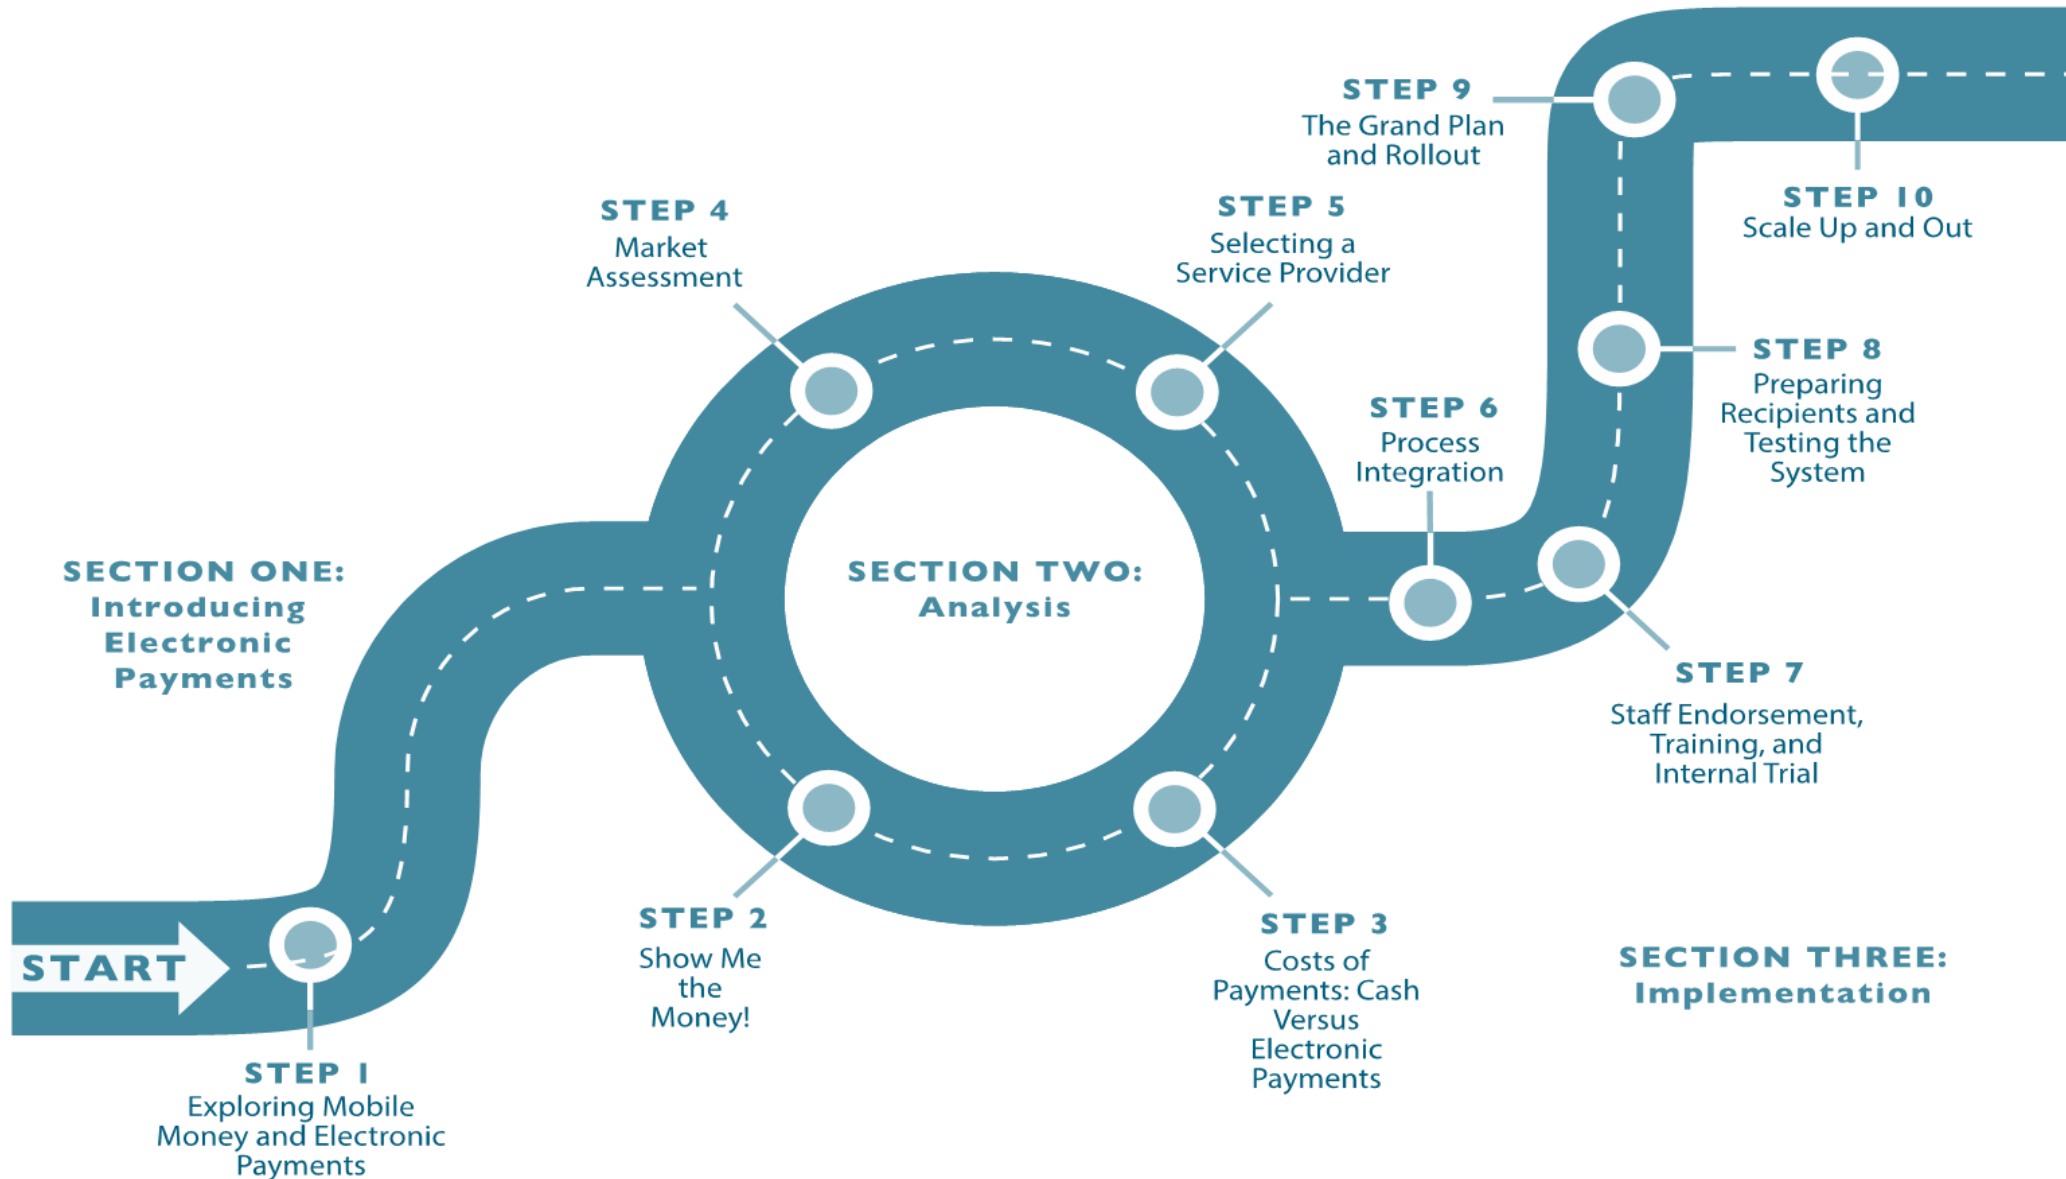 START
STEP 1
Exploring Mobile
Money and Electronic
Payments
SECTION ONE:
Introducing
Electronic
Payments
STEP 2
Show Me
the
Money!
STEP 3
Costs of
Payments: Cash
Versus
Electronic
Payments
STEP 4
Market
Assessment
STEP 5
Selecting a
Service Provider
SECTION TWO:
Analysis
STEP 6
Process
Integration
STEP 7
Staff Endorsement,
Training, and
Internal Trial
STEP 8
Preparing
Recipients and
Testing the
System
STEP 9
The Grand Plan
and Rollout
STEP 10
Scale Up and Out
SECTION THREE:
Implementation